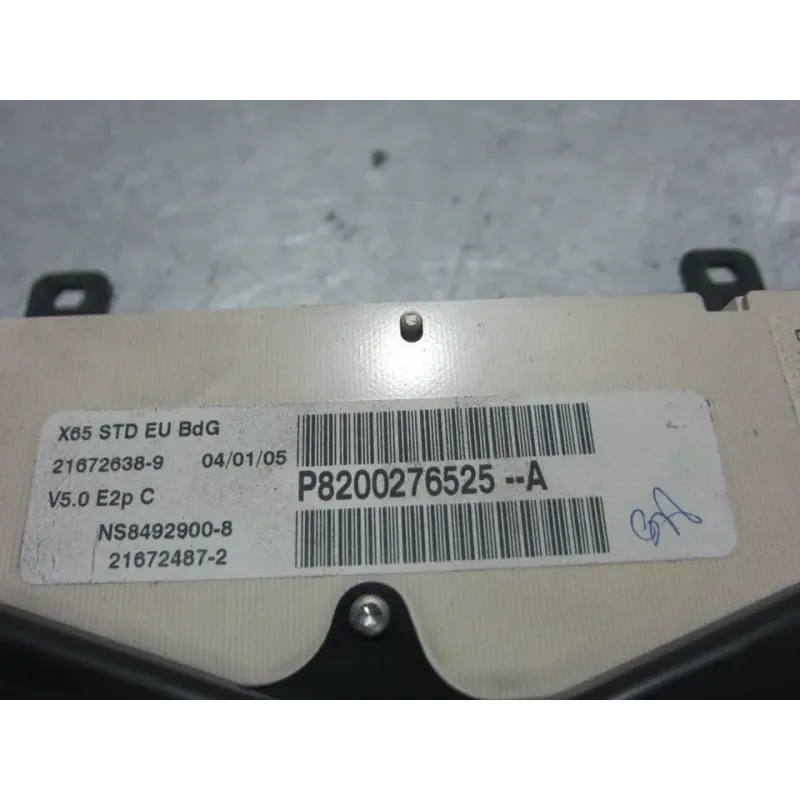 X65 STD EU BdG
21672638-9 04/01/05
V5.0 E2p C
NS8492900-8
21672487-2
P8200276525 --A